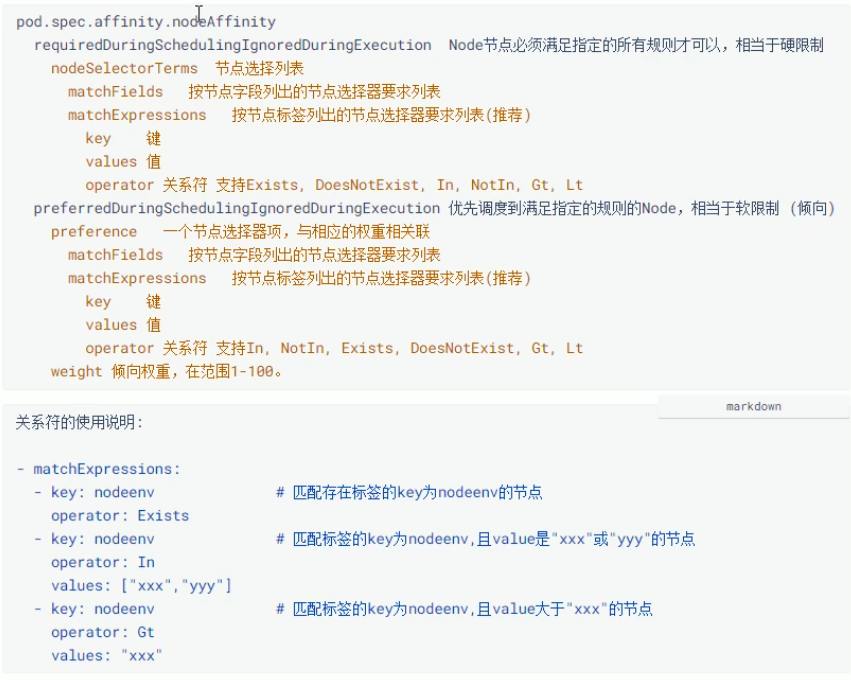 pod.spec.affinity.nodeAffinity
requiredDuringSchedulingIgnoredDuringExecution Node节点必须满足指定的所有规则才可以，相当于硬限制
nodeSelectorTerms 节点选择列表
matchFields 按节点字段列出的节点选择器要求列表
matchExpressions 按节点标签列出的节点选择器要求列表(推荐)
key 键
values 值
operator 关系符 支持Exists, DoesNotExist, In, NotIn, Gt, Lt
preferredDuringSchedulingIgnoredDuringExecution 优先调度到满足指定的规则的Node，相当于软限制 (倾向)
preference 一个节点选择器项，与相应的权重相关联
matchFields 按节点字段列出的节点选择器要求列表
matchExpressions 按节点标签列出的节点选择器要求列表(推荐)
key 键
values 值
operator 关系符 支持In, NotIn, Exists, DoesNotExist, Gt, Lt
weight 倾向权重，在范围1-100。
markdown
关系符的使用说明:
- matchExpressions:
- key: nodeenv # 匹配存在标签的key为nodeenv的节点
operator: Exists
- key: nodeenv # 匹配标签的key为nodeenv,且value是"xxx"或"yyy"的节点
operator: In
values: ["xxx","yyy"]
- key: nodeenv # 匹配标签的key为nodeenv,且value大于"xxx"的节点
operator: Gt
values: "xxx"